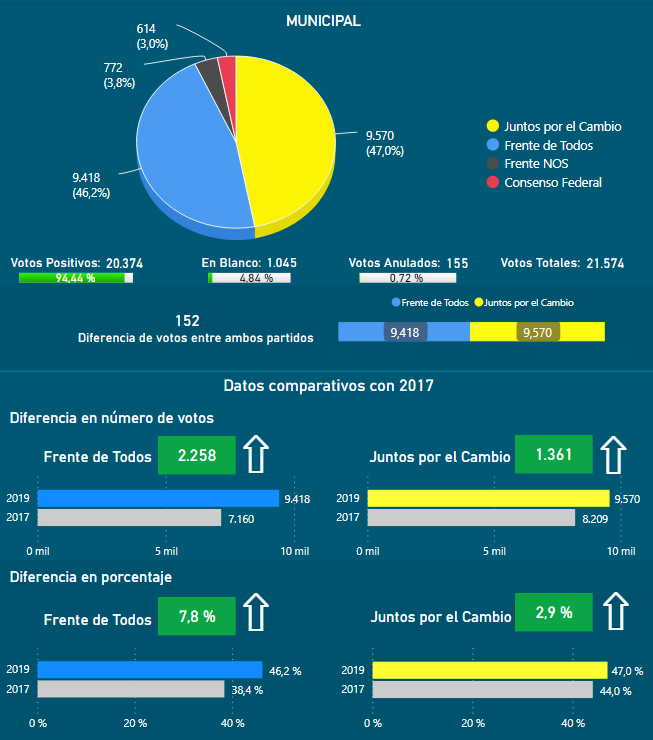 MUNICIPAL
614
(3,0%)
772
(3,8%)
9.570
(47,0%)
9.418
(46,2%)
Juntos por el Cambio
Frente de Todos
Frente NOS
Consenso Federal
Votos Positivos: 20.374
94,44 %
En Blanco: 1.045
4,84 %
Votos Anulados: 155
0,72 %
Votos Totales: 21.574
152
Diferencia de votos entre ambos partidos
Frente de Todos Juntos por el Cambio
9,418 9,570
Datos comparativos con 2017
Diferencia en número de votos
Frente de Todos 2.258
2019 9.418
2017 7.160
0 mil 5 mil 10 mil
Juntos por el Cambio 1.361
2019 9.570
2017 8.209
0 mil 5 mil 10 mil
Diferencia en porcentaje
Frente de Todos 7,8 %
2019 46,2 %
2017 38,4 %
0 % 20 % 40 %
Juntos por el Cambio 2,9 %
2019 47,0 %
2017 44,0 %
0 % 20 % 40 %